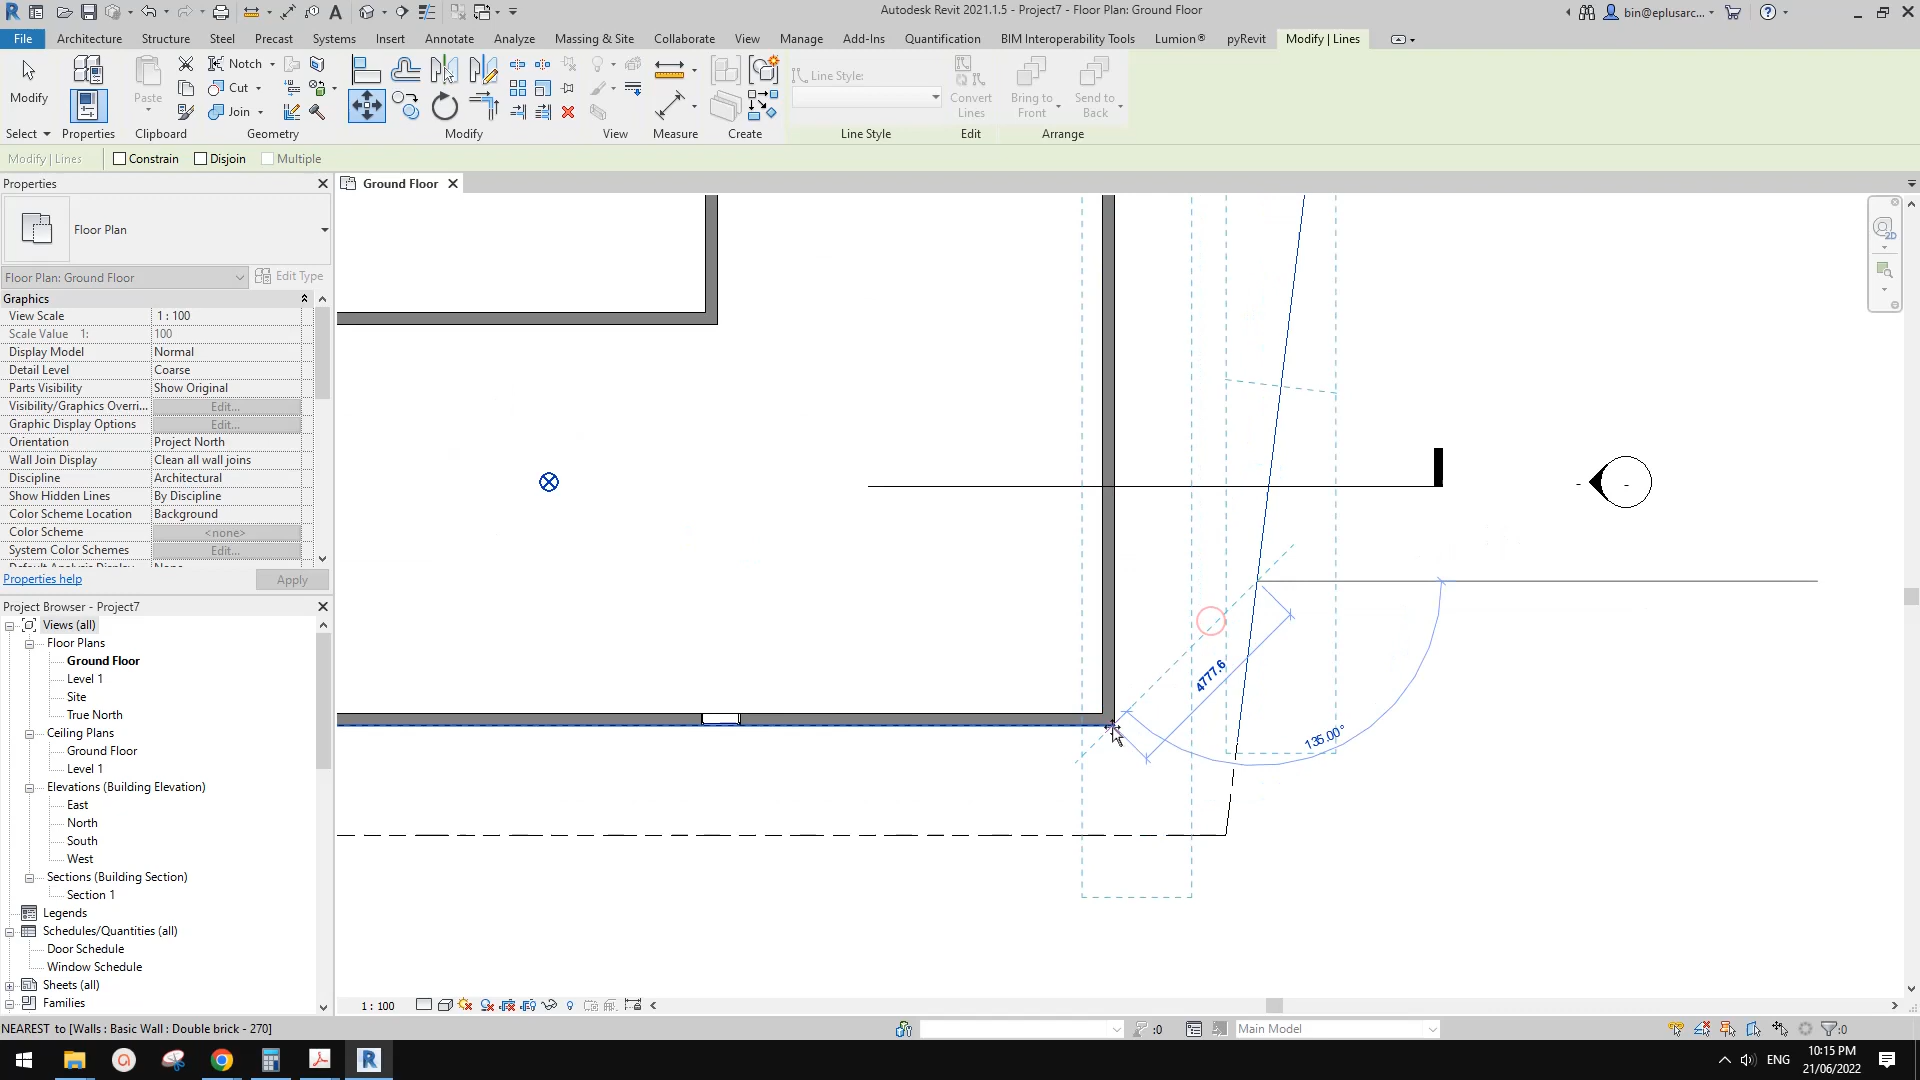 Autodesk Revit 2021.1.5 - Project7 - Floor Plan: Ground Floor
bin@eplusarc...
File Architecture Structure Steel Precast Systems Insert Annotate Analyze Massing & Site Collaborate View Manage Add-Ins Quantification BIM Interoperability Tools Lumion® pyRevit Modify | Lines
Modify
Paste
Notch
Cut
Join
Line Style:
Convert Lines
Bring to Front
Send to Back
Select Properties Clipboard Geometry Modify View Measure Create Line Style Edit Arrange
Modify | Lines Constrain Disjoin Multiple
Properties
Ground Floor
Floor Plan
Floor Plan: Ground Floor Edit Type
Graphics
View Scale 1 : 100
Scale Value 1: 100
Display Model Normal
Detail Level Coarse
Parts Visibility Show Original
Visibility/Graphics Overri... Edit...
Graphic Display Options Edit...
Orientation Project North
Wall Join Display Clean all wall joins
Discipline Architectural
Show Hidden Lines By Discipline
Color Scheme Location Background
Color Scheme <none>
System Color Schemes Edit...
Properties help Apply
4777.6
135.00°
Project Browser - Project7
Views (all)
Floor Plans
Ground Floor
Level 1
Site
True North
Ceiling Plans
Ground Floor
Level 1
Elevations (Building Elevation)
East
North
South
West
Sections (Building Section)
Section 1
Legends
Schedules/Quantities (all)
Door Schedule
Window Schedule
Sheets (all)
Families
1 : 100
NEAREST to [Walls : Basic Wall : Double brick - 270]
:0
Main Model
:0
ENG
10:15 PM
21/06/2022